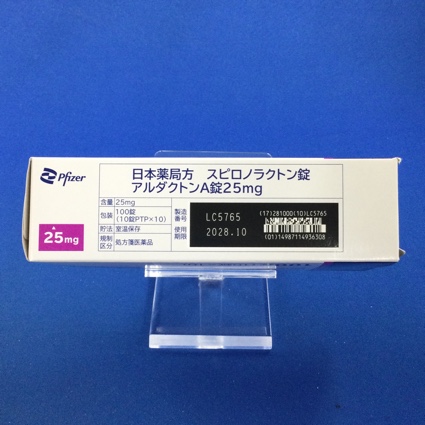 Pfizer
日本薬局方 スピロノラクトン錠
アルダクトンA錠25mg
含量 25mg
包装 100錠
(10錠PTP×10)
貯法 室温保存
規制区分 処方箋医薬品
製造番号 LC5765
使用期限 2028.10
(17)281000(10)LC5765
(01)14987114936308
25mg